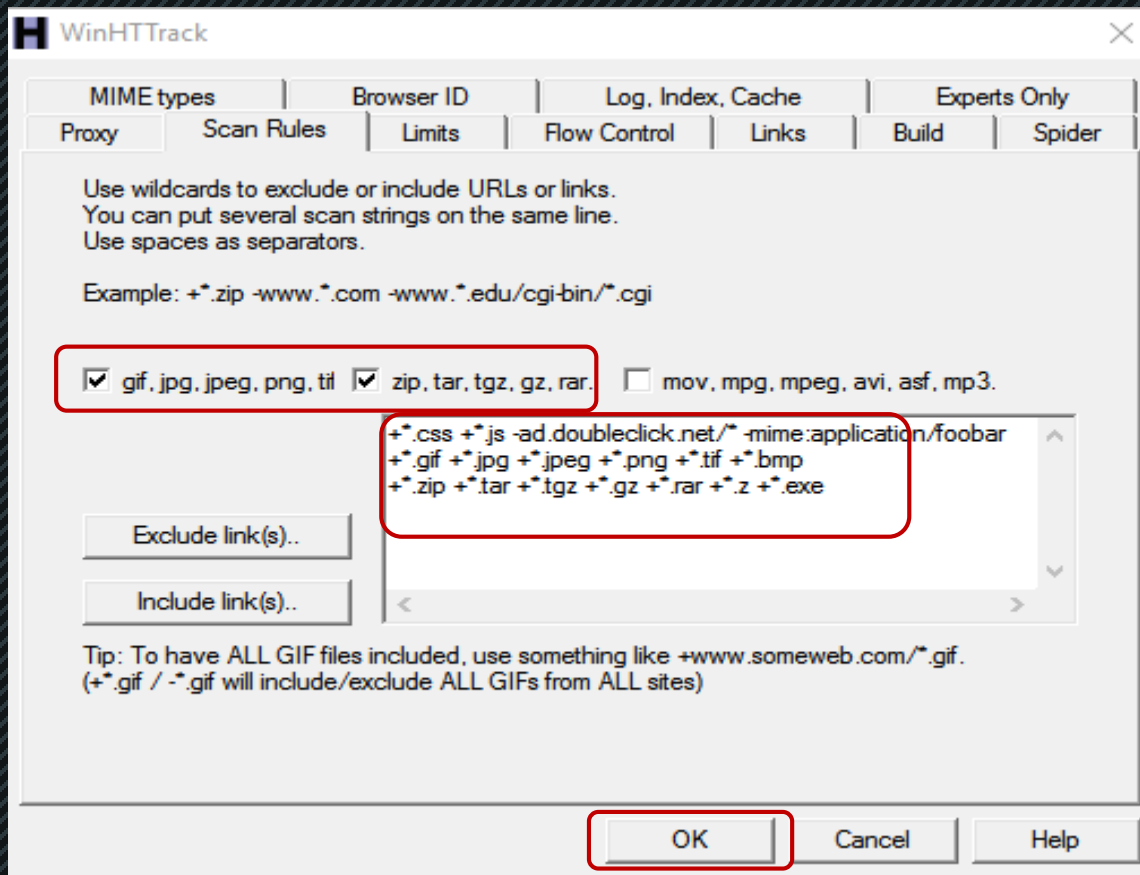 WinHTTrack
MIME types Browser ID Log, Index, Cache Experts Only
Proxy Scan Rules Limits Flow Control Links Build Spider
Use wildcards to exclude or include URLs or links.
You can put several scan strings on the same line.
Use spaces as separators.
Example: +*.zip -www.*.com -www.*.edu/cgi-bin/*.cgi
gif, jpg, jpeg, png, tif zip, tar, tgz, gz, rar. mov, mpg, mpeg, avi, asf, mp3.
+*.css +*.js -ad.doubleclick.net/* -mime:application/foobar
+*.gif +*.jpg +*.jpeg +*.png +*.tif +*.bmp
+*.zip +*.tar +*.tgz +*.gz +*.rar +*.z +*.exe
Exclude link(s)..
Include link(s)..
Tip: To have ALL GIF files included, use something like +www.someweb.com/*.gif.
(+*.gif / -*.gif will include/exclude ALL GIFs from ALL sites)
OK Cancel Help